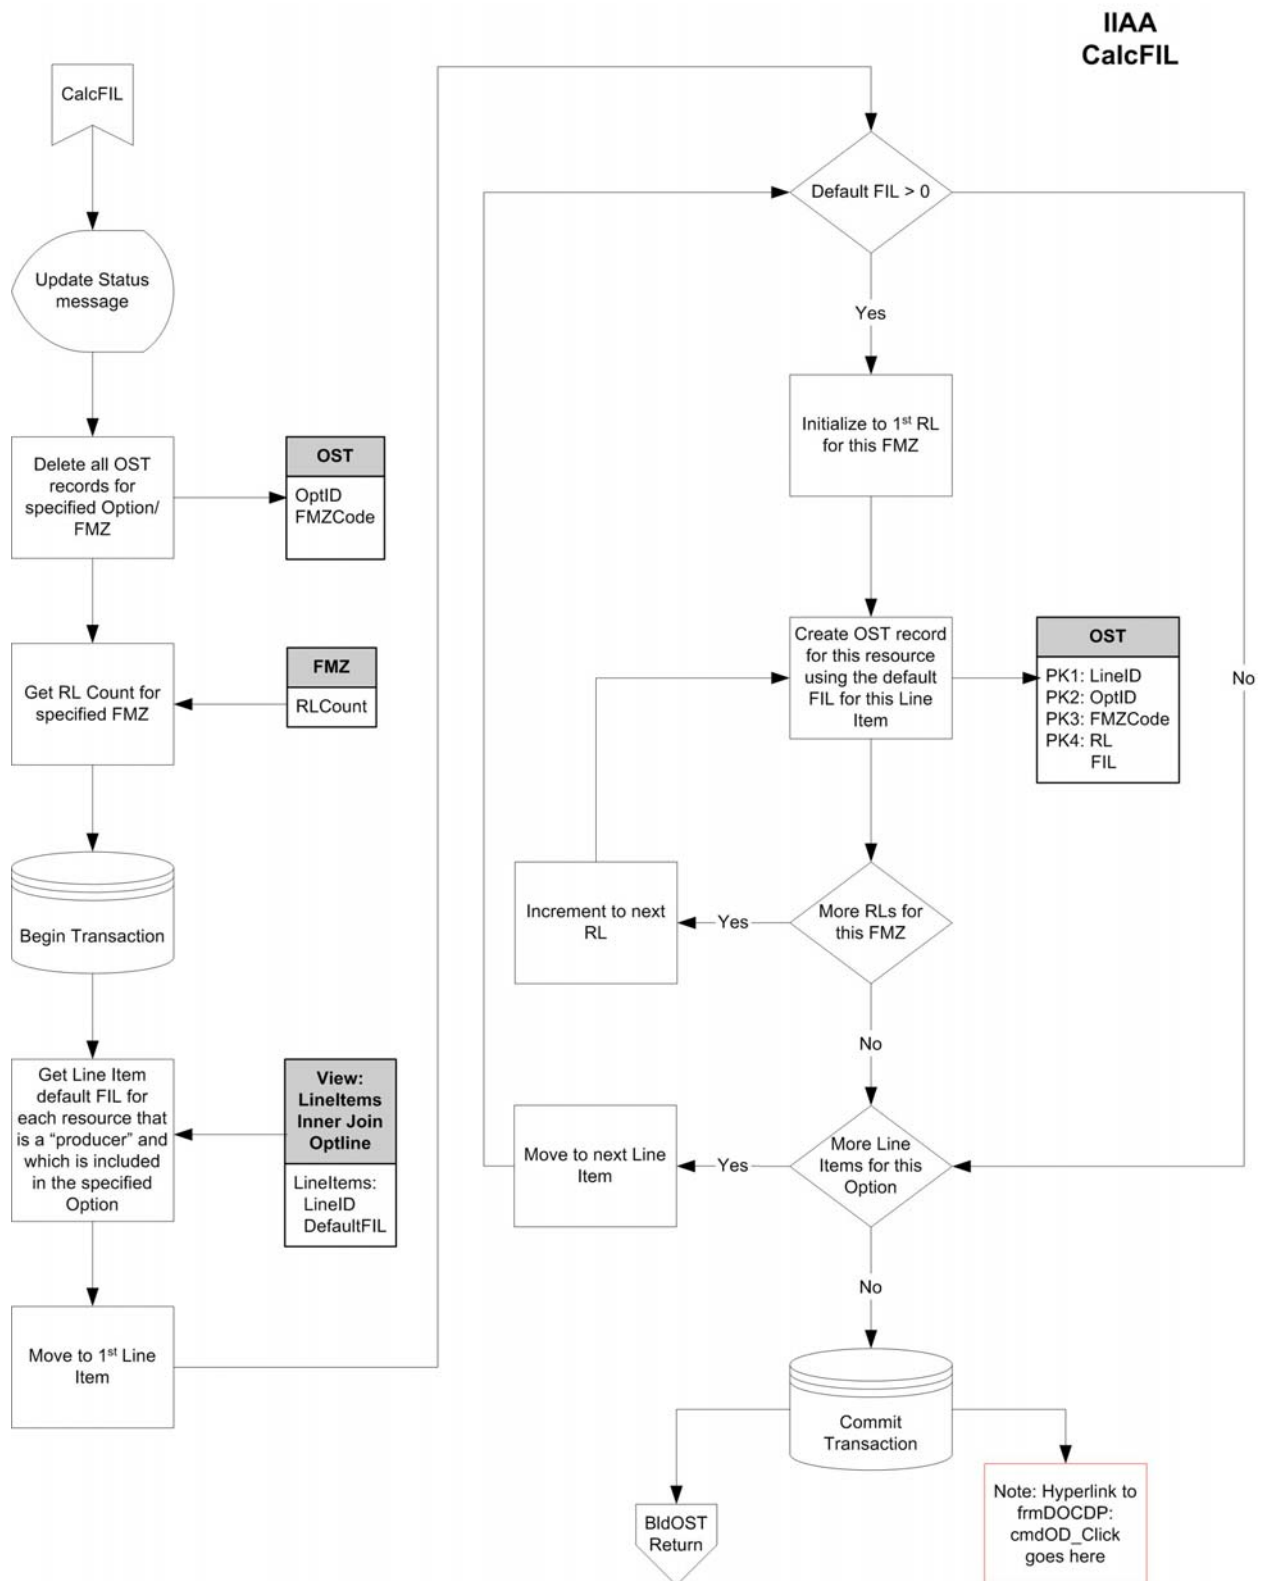 IIAA
CalcFIL
CalcFIL
Update Status
message
Delete all OST
records for
specified Option/
FMZ
OST
OptID
FMZCode
Get RL Count for
specified FMZ
FMZ
RLCount
Begin Transaction
Get Line Item
default FIL for
each resource that
is a “producer” and
which is included
in the specified
Option
View:
LineItems
Inner Join
Optline
LineItems:
LineID
DefaultFIL
Move to 1st Line
Item
Default FIL > 0
Yes
No
Initialize to 1st RL
for this FMZ
Create OST record
for this resource
using the default
FIL for this Line
Item
OST
PK1: LineID
PK2: OptID
PK3: FMZCode
PK4: RL
FIL
More RLs for
this FMZ
Yes
Increment to next
RL
No
More Line
Items for this
Option
Yes
Move to next Line
Item
No
Commit
Transaction
BldOST
Return
Note: Hyperlink to
frmDOCDP:
cmdOD_Click
goes here